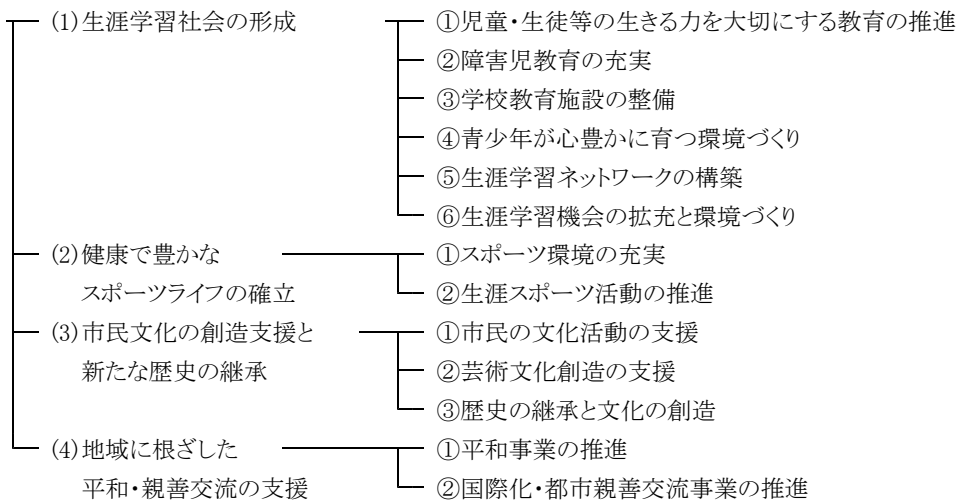 (1)生涯学習社会の形成 ①児童・生徒等の生きる力を大切にする教育の推進
②障害児教育の充実
③学校教育施設の整備
④青少年が心豊かに育つ環境づくり
⑤生涯学習ネットワークの構築
⑥生涯学習機会の拡充と環境づくり
(2)健康で豊かな ①スポーツ環境の充実
スポーツライフの確立 ②生涯スポーツ活動の推進
(3)市民文化の創造支援と ①市民の文化活動の支援
新たな歴史の継承 ②芸術文化創造の支援
③歴史の継承と文化の創造
(4)地域に根ざした ①平和事業の推進
平和・親善交流の支援 ②国際化・都市親善交流事業の推進